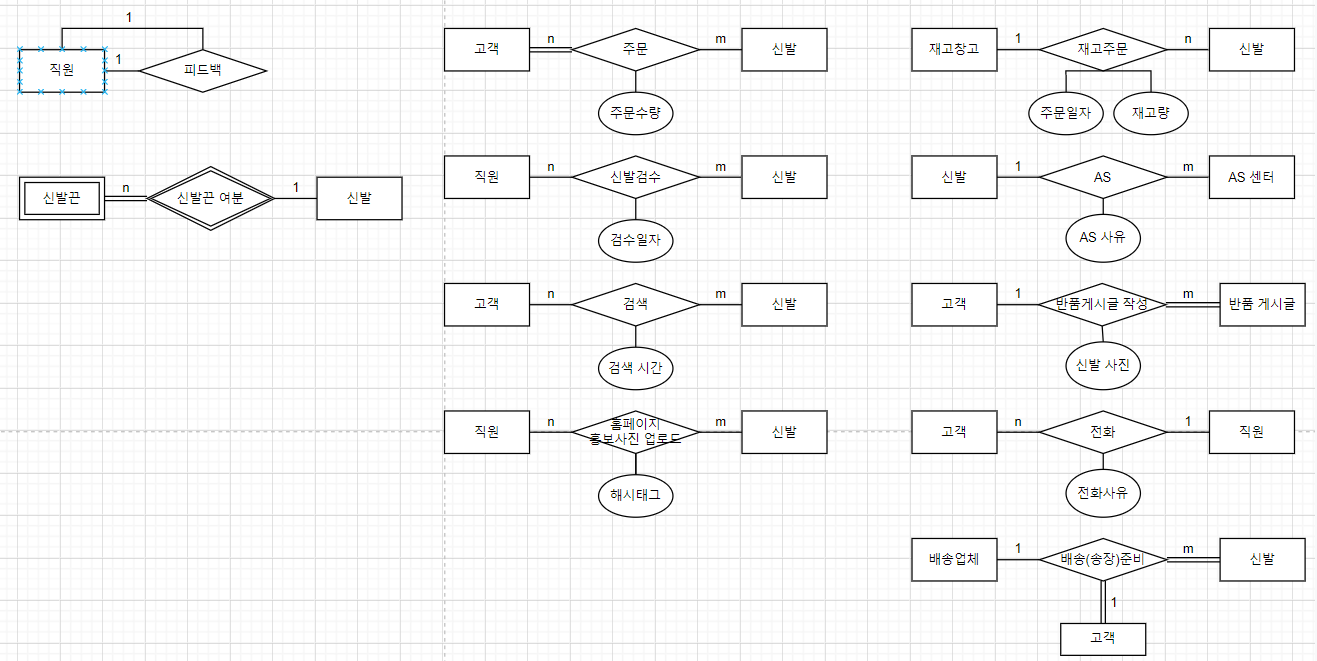 1
직원
1
피드백
신발끈
n
신발끈 여분
1
신발
고객
n
주문
m
신발
주문수량
직원
n
신발검수
m
신발
검수일자
고객
n
검색
m
신발
검색 시간
직원
n
홈페이지
홍보사진 업로드
m
신발
해시태그
재고창고
1
재고주문
n
신발
주문일자
재고량
신발
1
AS
m
AS 센터
AS 사유
고객
1
반품게시글 작성
m
반품 게시글
신발 사진
고객
n
전화
1
직원
전화사유
배송업체
1
배송(송장)준비
m
신발
1
고객